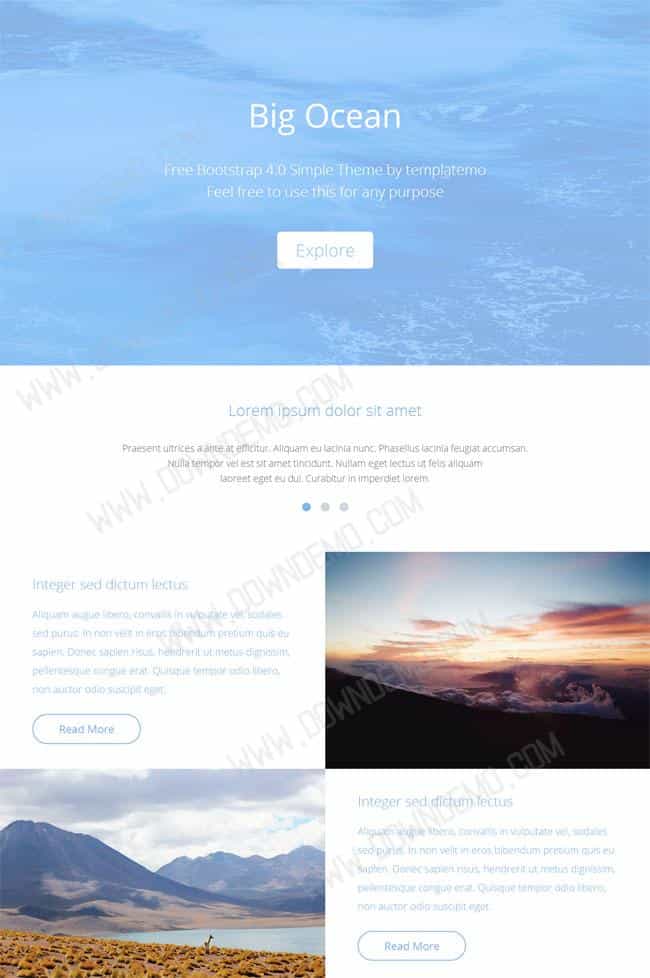 Big Ocean
Free Bootstrap 4.0 Simple Theme by templatemo
Feel free to use this for any purpose
Explore
Lorem ipsum dolor sit amet
Praesent ultrices a ante at efficitur. Aliquam eu lacinia nunc. Phasellus lacinia feugiat accumsan.
Nulla tempor vel est sit amet tincidunt. Nullam eget lectus ut felis aliquam
laoreet eget eu dui. Curabitur in imperdiet lorem.
Integer sed dictum lectus
Aliquam augue libero, convallis in vulputate vel, sodales
sed purus. In non velit in eros bibendum pretium quis eu
Donec sapien risus, hendrerit ut metus dignissim,
pellentesque congue erat. Quisque tempor odio libero,
non auctor odio suscipit eget.
Read More
Integer sed dictum lectus
Aliquam augue libero, convallis in vulputate vel, sodales
sed purus. In non velit in eros bibendum pretium quis eu
sapien. Donec sapien risus, hendrerit ut metus dignissim,
pellentesque congue erat. Quisque tempor odio libero,
non auctor odio suscipit eget.
Read More
WWW.DOWNDEMO.COM
WWW.DOWNDEMO.COM
WWW.DOWNDEMO.COM